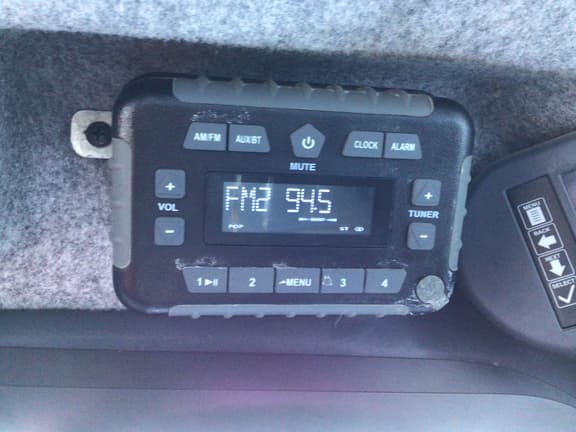 AM/FM AUX/BT CLOCK ALARM
MUTE
+ +
FM2 94.5
VOL TUNER
- -
POP ST
1 2 MENU 3 4
MENU
BACK
NEXT
SELECT